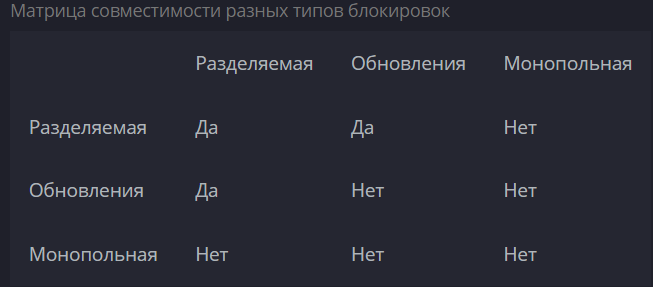 Матрица совместимости разных типов блокировок
Разделяемая Обновления Монопольная
Разделяемая Да Да Нет
Обновления Да Нет Нет
Монопольная Нет Нет Нет